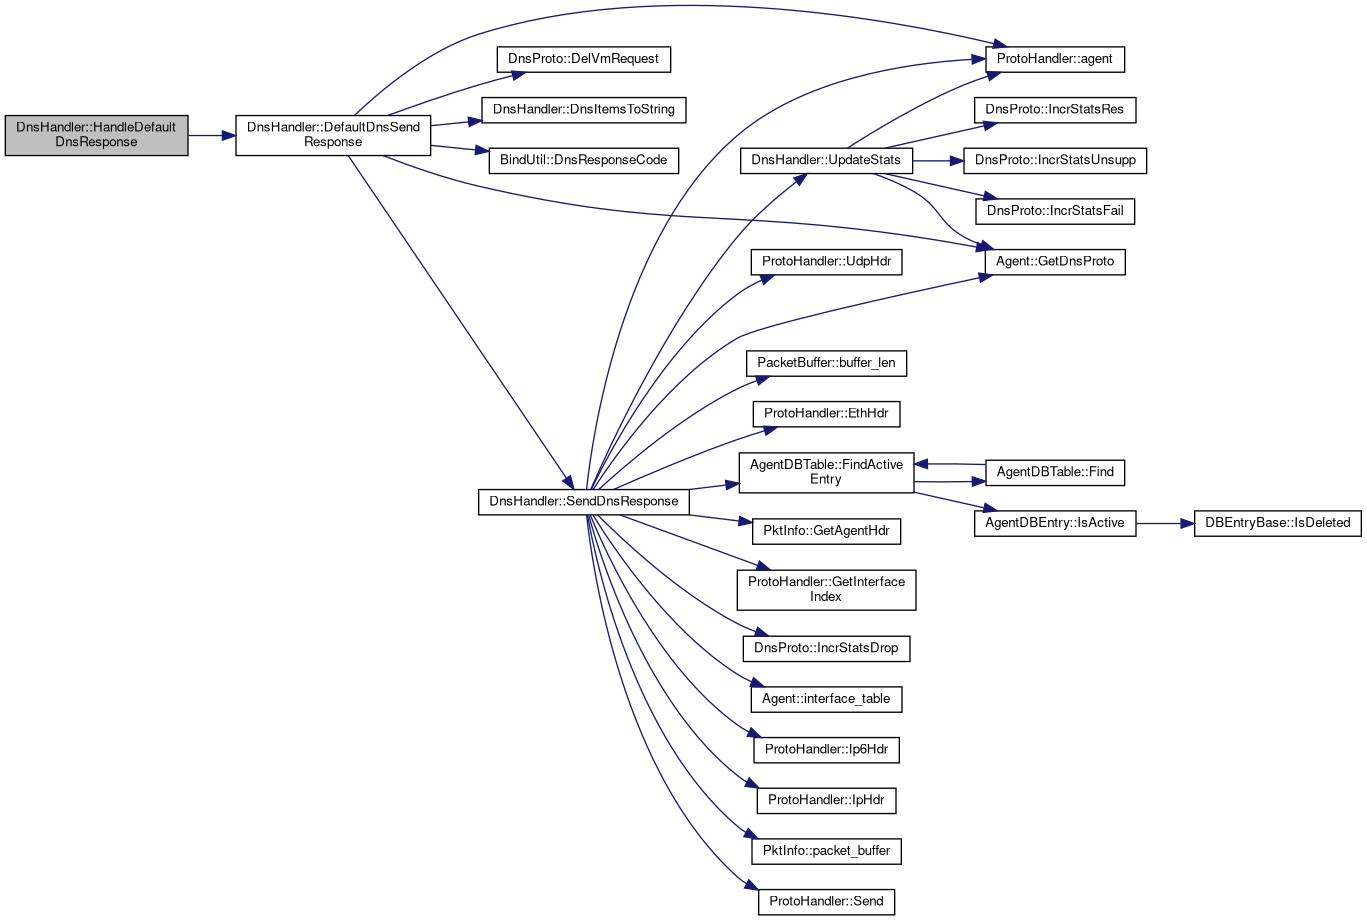 DnsHandler::HandleDefault
DnsResponse
DnsHandler::DefaultDnsSend
Response
DnsProto::DelVmRequest
DnsHandler::DnsItemsToString
BindUtil::DnsResponseCode
DnsHandler::SendDnsResponse
DnsHandler::UpdateStats
ProtoHandler::UdpHdr
PacketBuffer::buffer_len
ProtoHandler::EthHdr
AgentDBTable::FindActive
Entry
PktInfo::GetAgentHdr
ProtoHandler::GetInterface
Index
DnsProto::IncrStatsDrop
Agent::interface_table
ProtoHandler::Ip6Hdr
ProtoHandler::IpHdr
PktInfo::packet_buffer
ProtoHandler::Send
ProtoHandler::agent
DnsProto::IncrStatsRes
DnsProto::IncrStatsUnsupp
DnsProto::IncrStatsFail
Agent::GetDnsProto
AgentDBTable::Find
AgentDBEntry::IsActive
DBEntryBase::IsDeleted